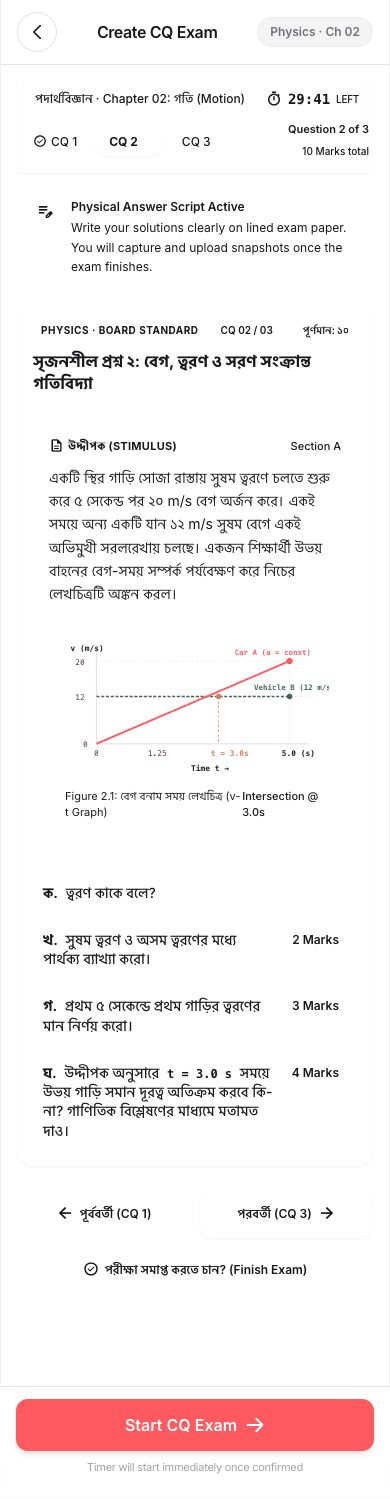 Create CQ Exam
Physics · Ch 02
পদার্থবিজ্ঞান · Chapter 02: গতি (Motion)
29:41 LEFT
CQ 1
CQ 2
CQ 3
Question 2 of 3
10 Marks total
Physical Answer Script Active
Write your solutions clearly on lined exam paper.
You will capture and upload snapshots once the
exam finishes.
PHYSICS · BOARD STANDARD
CQ 02 / 03
পূর্ণমান: ১০
সৃজনশীল প্রশ্ন ২: বেগ, ত্বরণ ও সরণ সংক্রান্ত
গতিবিদ্যা
উদ্দীপক (STIMULUS)
Section A
একটি স্থির গাড়ি সোজা রাস্তায় সুষম ত্বরণে চলতে শুরু
করে ৫ সেকেন্ড পর ২০ m/s বেগ অর্জন করে। একই
সময়ে অন্য একটি যান ১২ m/s সুষম বেগে একই
অভিমুখী সরলরেখায় চলছে। একজন শিক্ষার্থী উভয়
বাহনের বেগ-সময় সম্পর্ক পর্যবেক্ষণ করে নিচের
লেখচিত্রটি অঙ্কন করল।
v (m/s)
Car A (a = const)
20
Vehicle B (12 m/s
12
0
0
1.25
t = 3.0s
5.0 (s)
Time t →
Figure 2.1: বেগ বনাম সময় লেখচিত্র (v-
t Graph)
Intersection @
3.0s
ক. ত্বরণ কাকে বলে?
খ. সুষম ত্বরণ ও অসম ত্বরণের মধ্যে
পার্থক্য ব্যাখ্যা করো।
2 Marks
গ. প্রথম ৫ সেকেন্ডে প্রথম গাড়ির ত্বরণের
মান নির্ণয় করো।
3 Marks
ঘ. উদ্দীপক অনুসারে t = 3.0 s সময়ে
উভয় গাড়ি সমান দূরত্ব অতিক্রম করবে কি-
না? গাণিতিক বিশ্লেষণের মাধ্যমে মতামত
দাও।
4 Marks
← পূর্ববর্তী (CQ 1)
পরবর্তী (CQ 3) →
পরীক্ষা সমাপ্ত করতে চান? (Finish Exam)
Start CQ Exam →
Timer will start immediately once confirmed